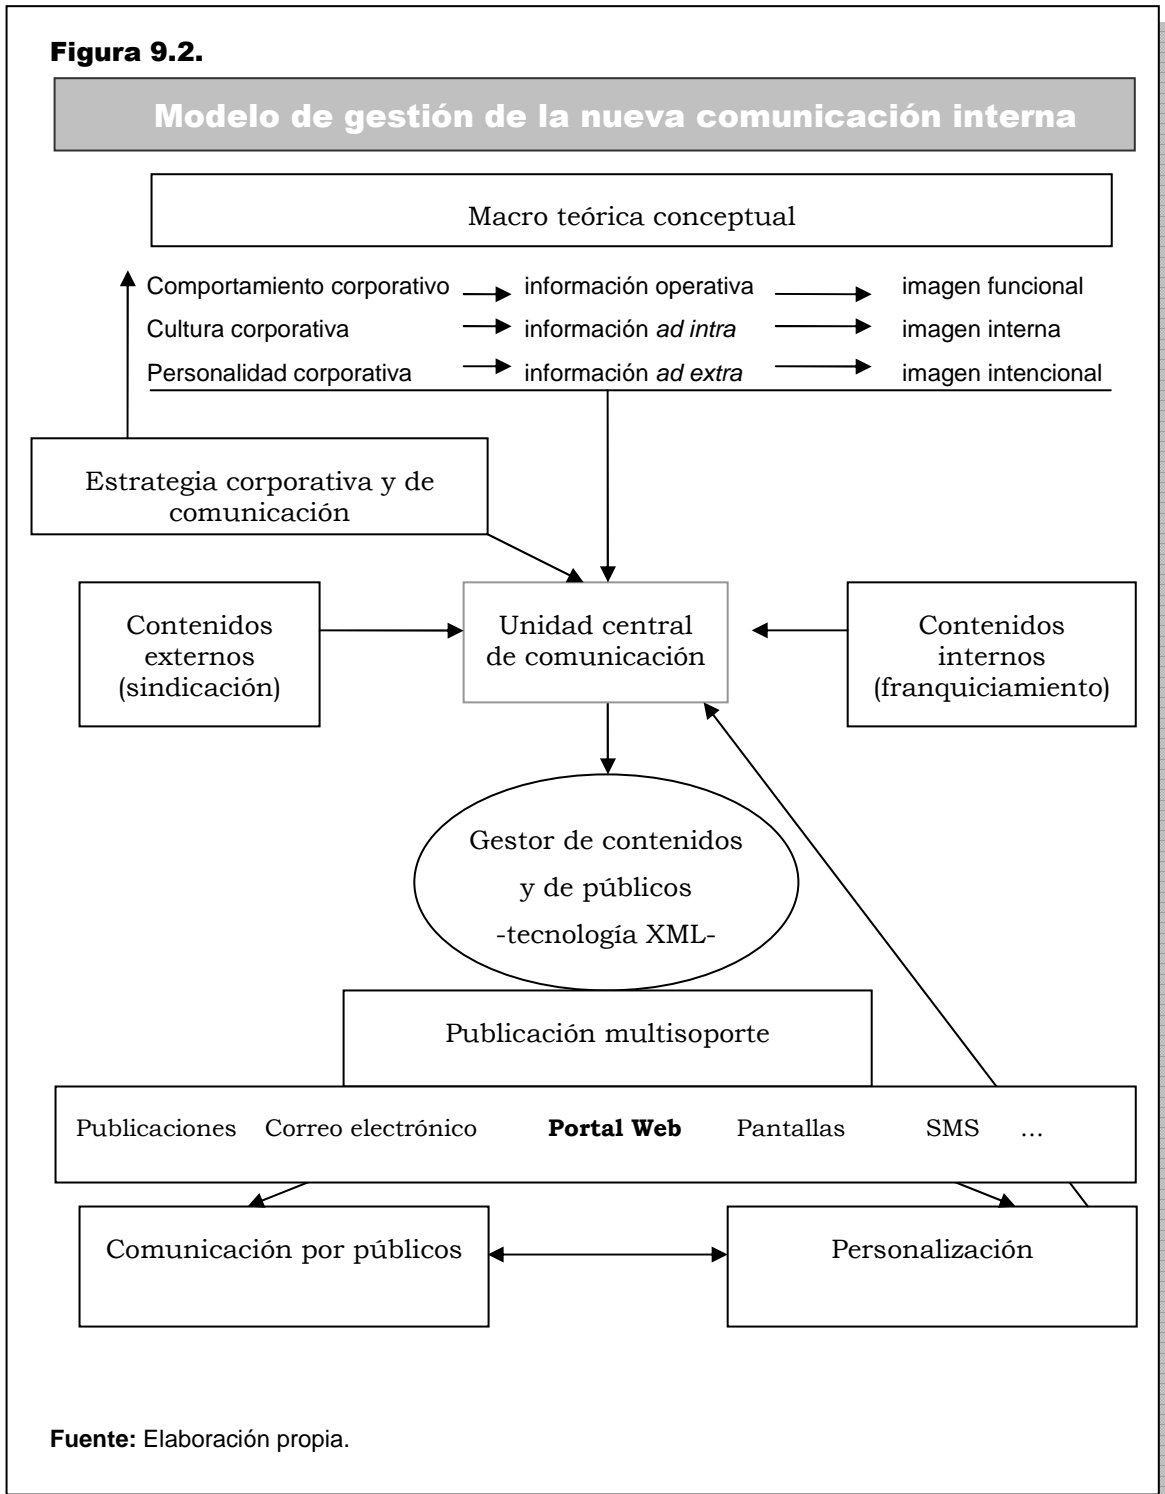 Figura 9.2.
Modelo de gestión de la nueva comunicación interna
Macro teórica conceptual
Comportamiento corporativo información operativa imagen funcional
Cultura corporativa información ad intra imagen interna
Personalidad corporativa información ad extra imagen intencional
Estrategia corporativa y de
comunicación
Contenidos
externos
(sindicación)
Unidad central
de comunicación
Contenidos
internos
(franquiciamiento)
Gestor de contenidos
y de públicos
-tecnología XML-
Publicación multisoporte
Publicaciones Correo electrónico Portal Web Pantallas SMS …
Comunicación por públicos
Personalización
Fuente: Elaboración propia.